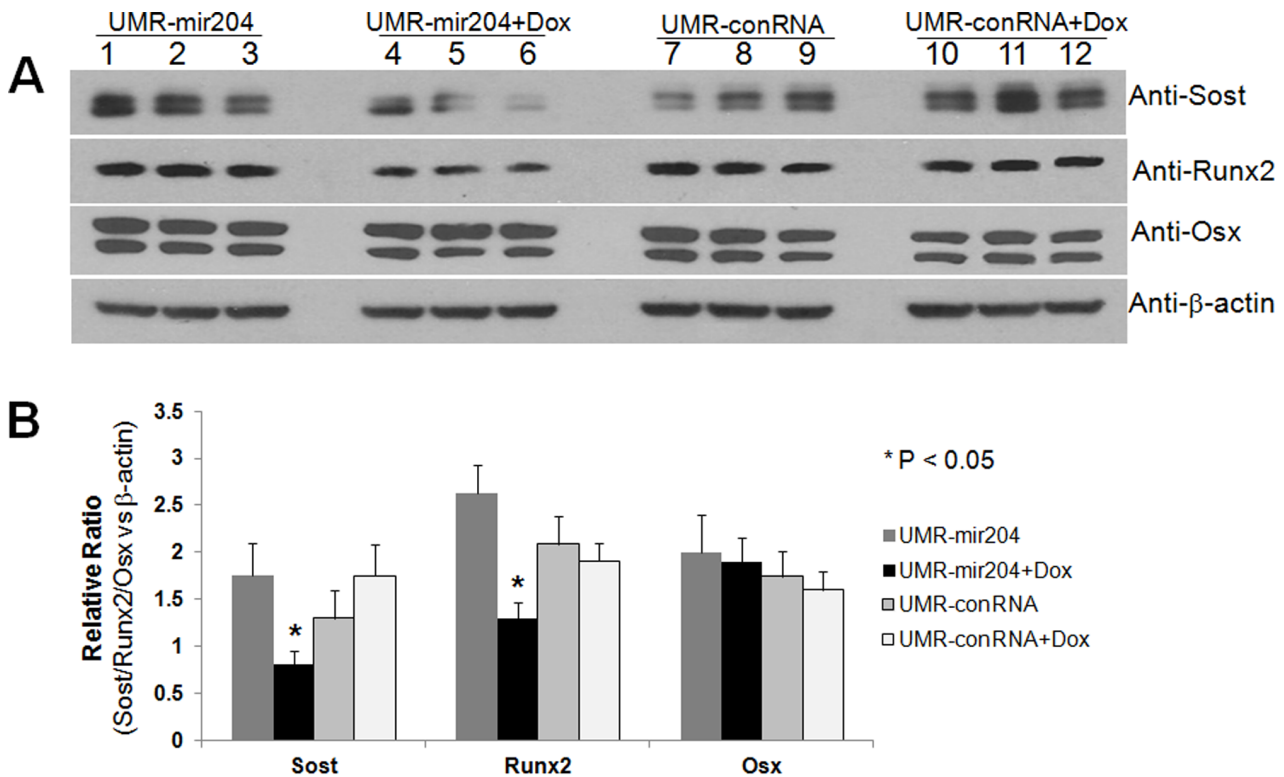 A
UMR-mir204 UMR-mir204+Dox UMR-conRNA UMR-conRNA+Dox
1 2 3 4 5 6 7 8 9 10 11 12
Anti-Sost
Anti-Runx2
Anti-Osx
Anti-β-actin
B
Relative Ratio
(Sost/Runx2/Osx vs β-actin)
3.5
3
2.5
2
1.5
1
0.5
0
*
*
Sost Runx2 Osx
* P < 0.05
UMR-mir204
UMR-mir204+Dox
UMR-conRNA
UMR-conRNA+Dox